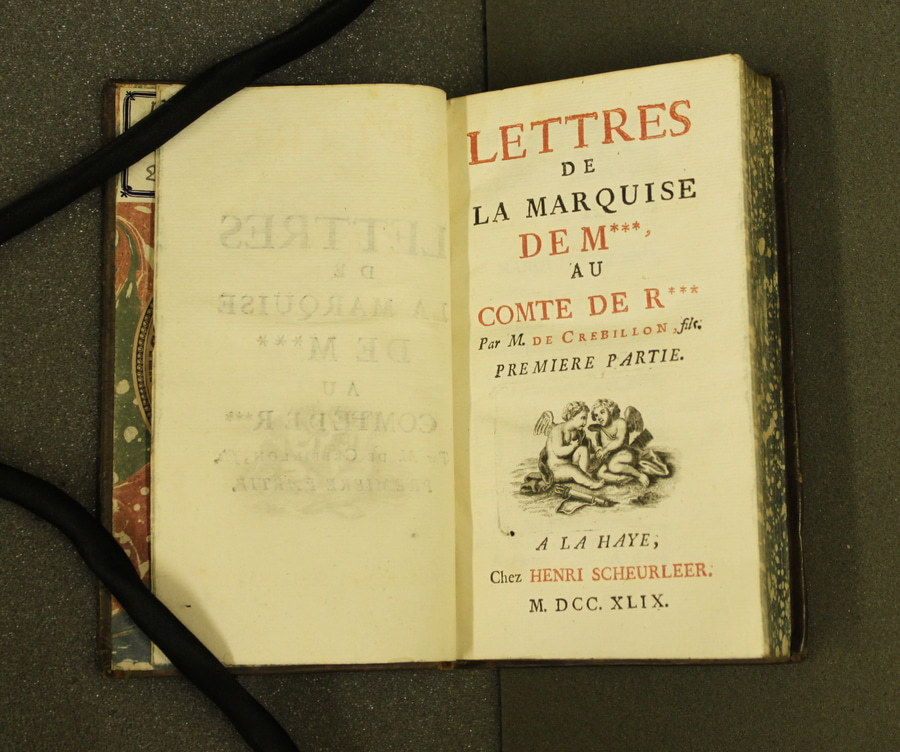 LETTRES
DE
LA MARQUISE
DE M***,
AU
COMTE DE R***
Par M. DE CREBILLON, fils.
PREMIERE PARTIE.
A LA HAYE,
Chez HENRI SCHEURLEER.
M. DCC. XLIX.